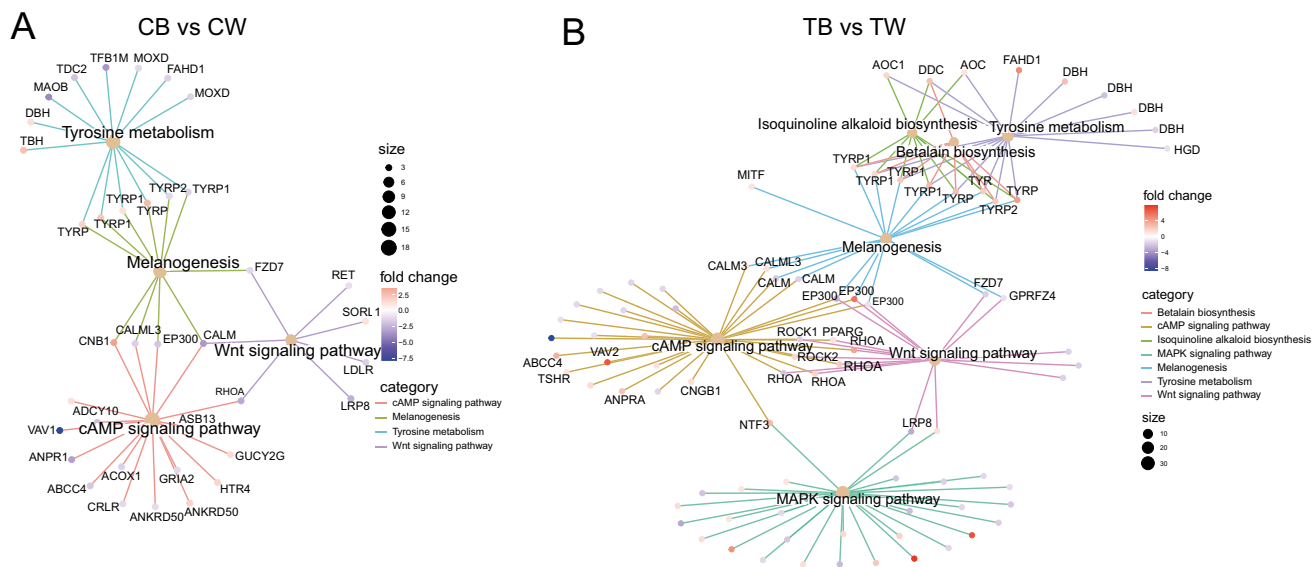 A
CB vs CW
TFB1M
MOXD
TDC2
FAHD1
MAOB
MOXD
DBH
Tyrosine metabolism
TBH
TYRP2
TYRP1
TYRP1
TYRP
TYRP1
TYRP
Melanogenesis
FZD7
RET
SORL 1
CALML3
EP300
CALM
CNB1
Wnt signaling pathway
LDLR
RHOA
LRP8
ADCY10
ASB13
VAV1
cAMP signaling pathway
ANPR1
GUCY2G
ACOX1
GRIA2
ABCC4
HTR4
CRLR
ANKRD50
ANKRD50
size
3
6
9
12
15
18
fold change
2.5
0.0
-2.5
-5.0
-7.5
category
cAMP signaling pathway
Melanogenesis
Tyrosine metabolism
Wnt signaling pathway
B
TB vs TW
AOC1
DDC
AOC
FAHD1
DBH
DBH
DBH
DBH
HGD
Isoquinoline alkaloid biosynthesis
Tyrosine metabolism
Betalain biosynthesis
TYRP1
TYRP1
TYRP1
TYRP1
TYR
TYRP
TYRP
TYRP2
MITF
Melanogenesis
CALM3
CALML3
CALM
CALM
EP300
EP300
EP300
FZD7
GPRFZ4
ROCK1
PPARG
RHOA
cAMP signaling pathway
VAV2
ABCC4
TSHR
ROCK2
Wnt signaling pathway
RHOA
RHOA
RHOA
CNGB1
ANPRA
NTF3
LRP8
MAPK signaling pathway
fold change
4
0
-4
-8
category
Betalain biosynthesis
cAMP signaling pathway
Isoquinoline alkaloid biosynthesis
MAPK signaling pathway
Melanogenesis
Tyrosine metabolism
Wnt signaling pathway
size
10
20
30